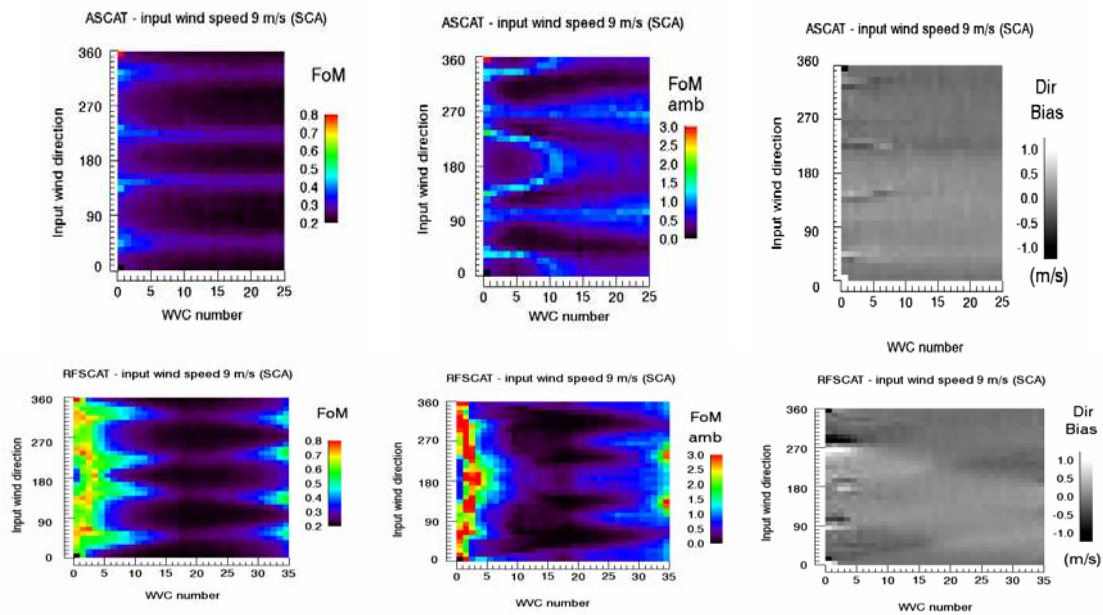 ASCAT - input wind speed 9 m/s (SCA)
FoM
Input wind direction
360
270
180
90
0
0 5 10 15 20 25
WVC number
0.8
0.7
0.6
0.5
0.4
0.3
0.2
ASCAT - input wind speed 9 m/s (SCA)
FoM
amb
Input wind direction
360
270
180
90
0
0 5 10 15 20 25
WVC number
3.0
2.5
2.0
1.5
1.0
0.5
0.0
ASCAT - input wind speed 9 m/s (SCA)
Dir
Bias
Input wind direction
360
270
180
90
0
0 5 10 15 20 25
WVC number
1.0
0.5
0.0
-0.5
-1.0
(m/s)
RFSCAT - input wind speed 9 m/s (SCA)
FoM
Input wind direction
360
270
180
90
0
0 5 10 15 20 25 30 35
WVC number
0.8
0.7
0.6
0.5
0.4
0.3
0.2
RFSCAT - input wind speed 9 m/s (SCA)
FoM
amb
Input wind direction
360
270
180
90
0
0 5 10 15 20 25 30 35
WVC number
3.0
2.5
2.0
1.5
1.0
0.5
0.0
RFSCAT - input wind speed 9 m/s (SCA)
Dir
Bias
Input wind direction
360
270
180
90
0
0 5 10 15 20 25 30 35
WVC number
1.0
0.5
0.0
-0.5
-1.0
(m/s)